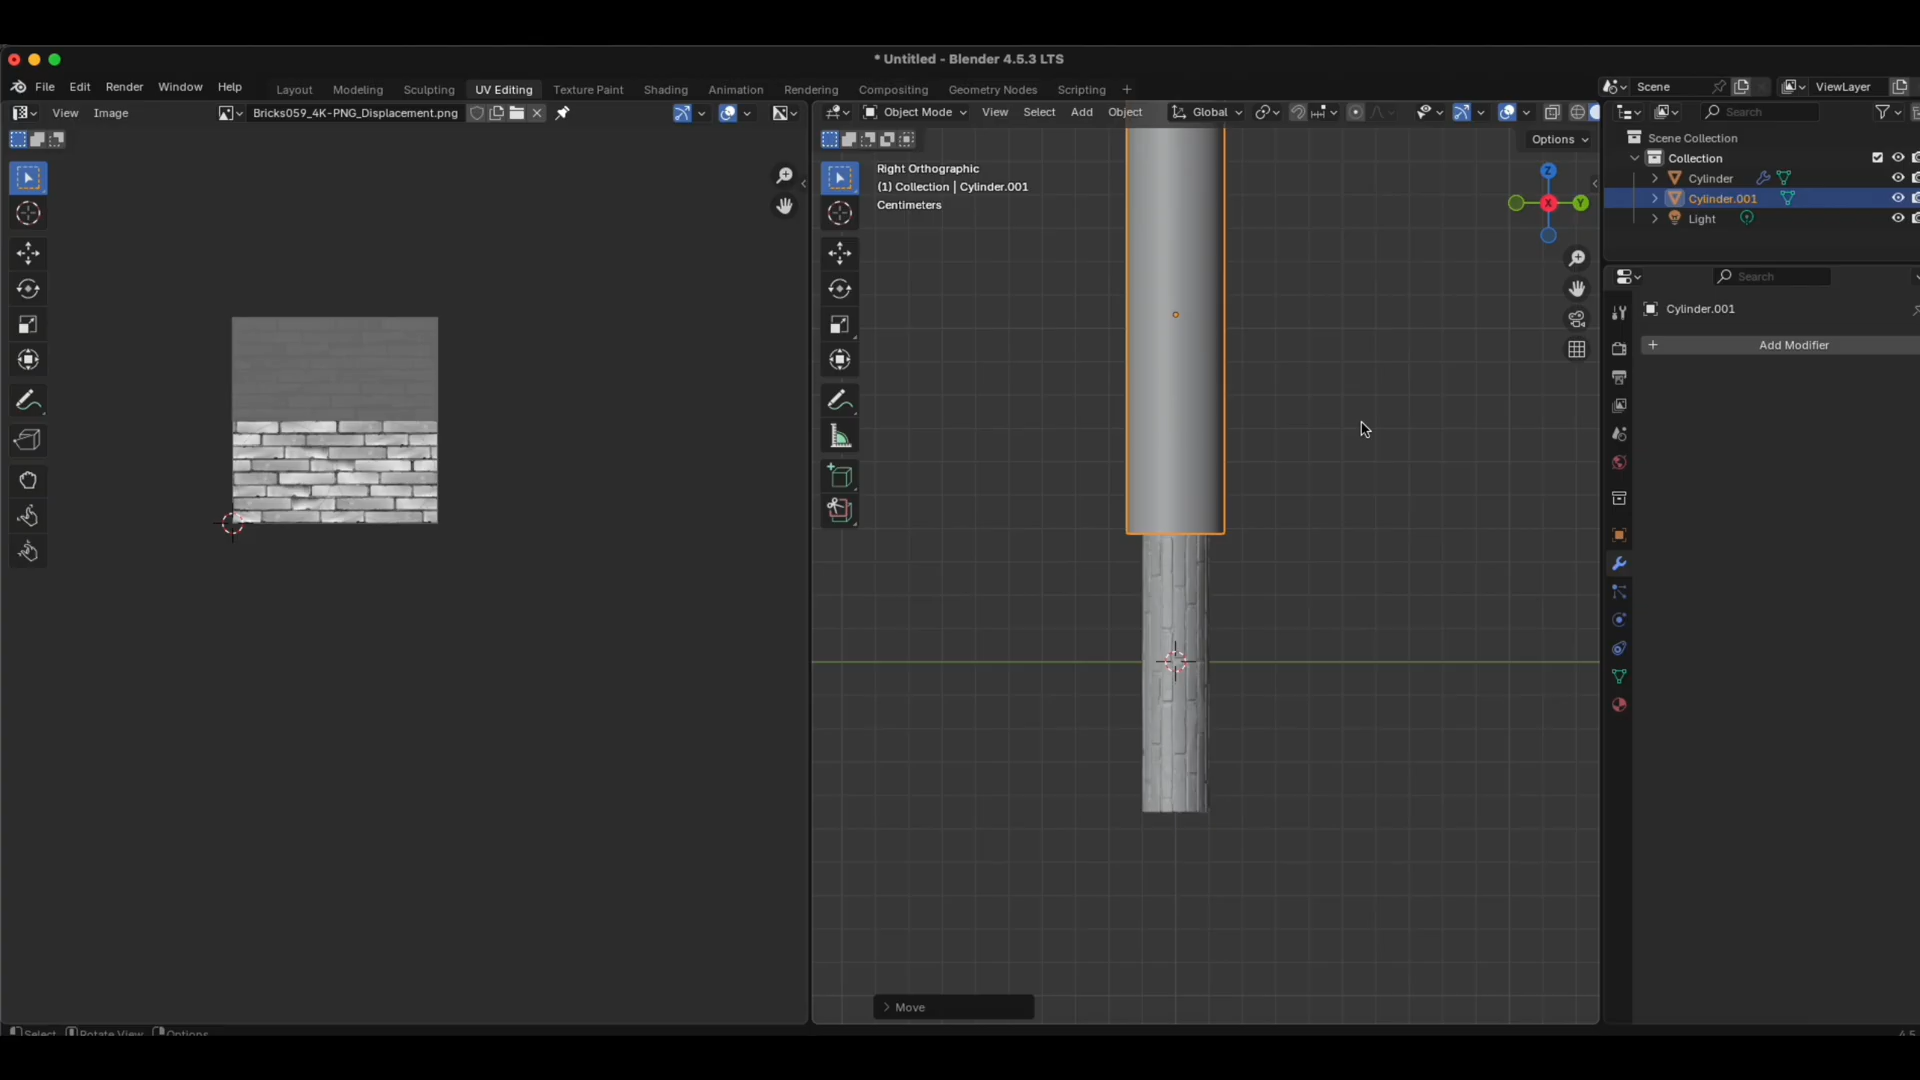 * Untitled - Blender 4.5.3 LTS
File Edit Render Window Help
Layout Modeling Sculpting UV Editing Texture Paint Shading Animation Rendering Compositing Geometry Nodes Scripting +
Scene
ViewLayer
View Image
Bricks059_4K-PNG_Displacement.png
Object Mode View Select Add Object
Global
Options
Right Orthographic
(1) Collection | Cylinder.001
Centimeters
Z
X
Y
Move
Search
Scene Collection
Collection
Cylinder
Cylinder.001
Light
Search
Cylinder.001
+ Add Modifier
Select Rotate View Options
4.5